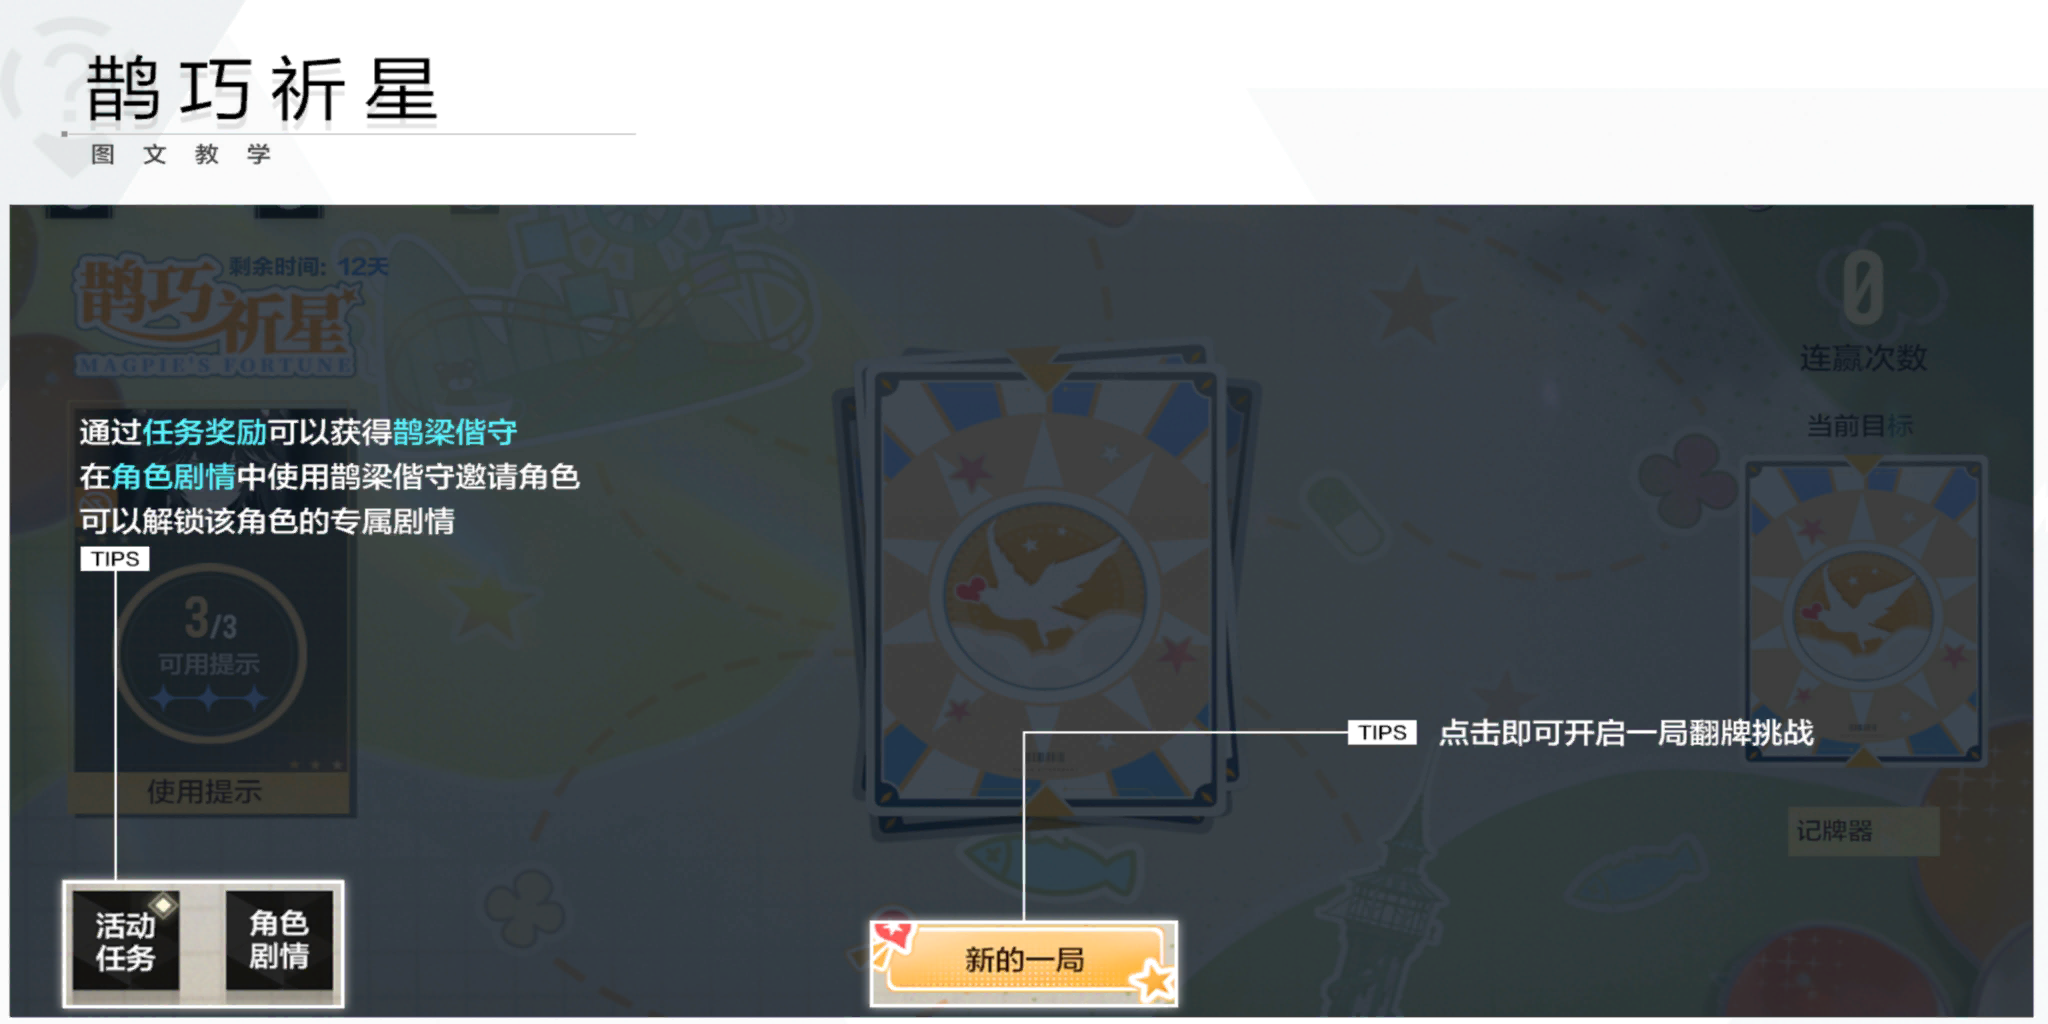 鹊巧祈星
图文教学
剩余时间: 12天
鹊巧祈星
MAGPIE'S FORTUNE
0
连赢次数
当前目标
通过任务奖励可以获得鹊梁偕守
在角色剧情中使用鹊梁偕守邀请角色
可以解锁该角色的专属剧情
TIPS
3/3
可用提示
使用提示
TIPS
点击即可开启一局翻牌挑战
记牌器
活动
任务
角色
剧情
新的一局